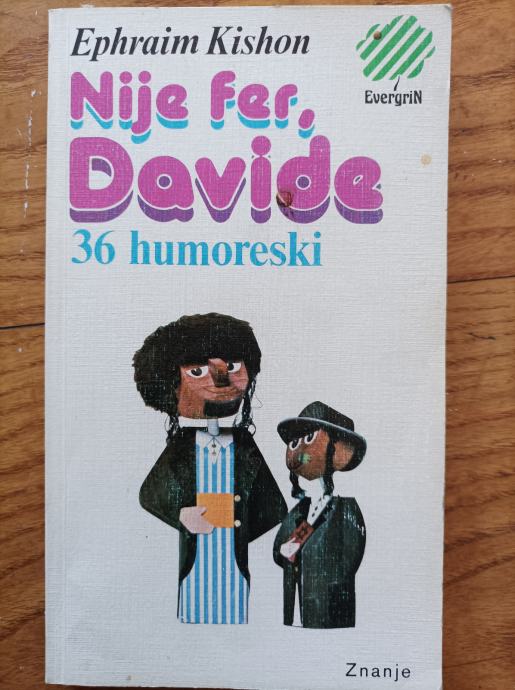 Ephraim Kishon
EvergriN
Nije fer,
Davide
36 humoreski
Znanje